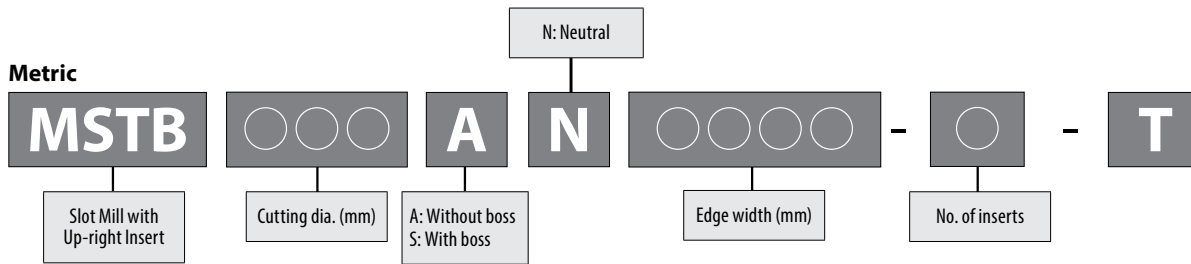 N: Neutral
Metric
MSTB ○○○ A N ○○○○ - ○ - T
Slot Mill with
Up-right Insert
Cutting dia. (mm)
A: Without boss
S: With boss
Edge width (mm)
No. of inserts